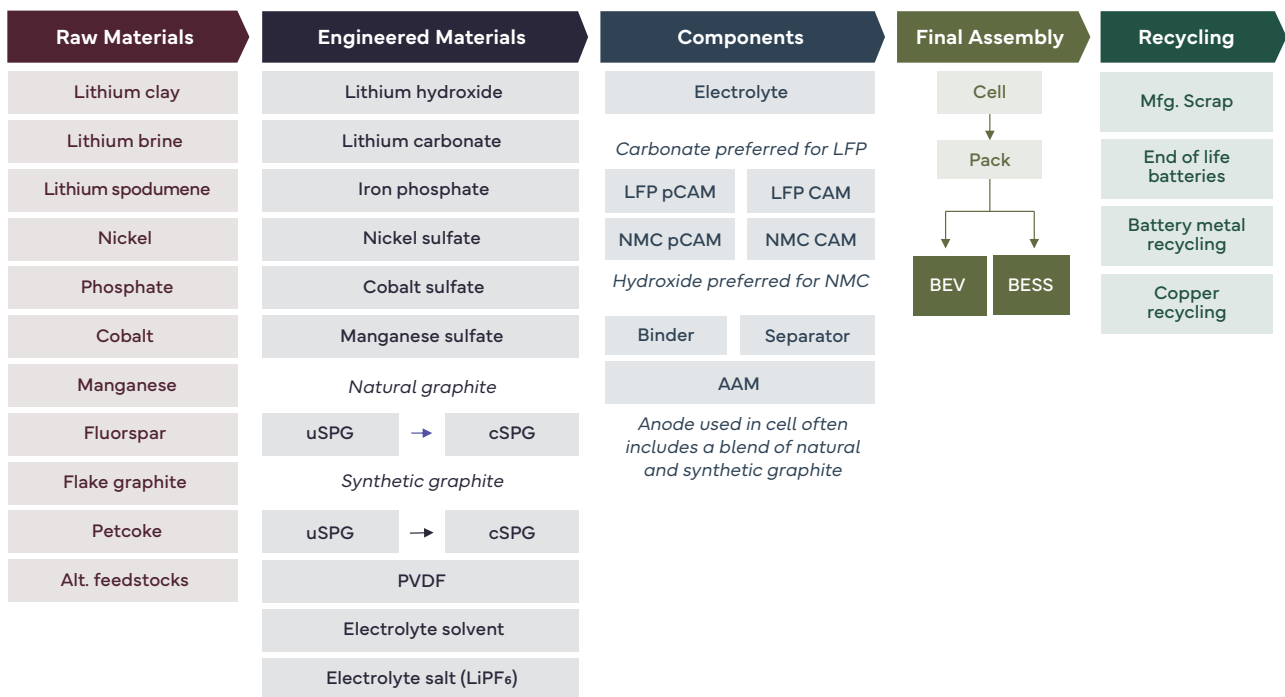 Raw Materials
Lithium clay
Lithium brine
Lithium spodumene
Nickel
Phosphate
Cobalt
Manganese
Fluorspar
Flake graphite
Petcoke
Alt. feedstocks
Engineered Materials
Lithium hydroxide
Lithium carbonate
Iron phosphate
Nickel sulfate
Cobalt sulfate
Manganese sulfate
Natural graphite
uSPG → cSPG
Synthetic graphite
uSPG → cSPG
PVDF
Electrolyte solvent
Electrolyte salt (LiPF₆)
Components
Electrolyte
Carbonate preferred for LFP
LFP pCAM LFP CAM
NMC pCAM NMC CAM
Hydroxide preferred for NMC
Binder Separator
AAM
Anode used in cell often
includes a blend of natural
and synthetic graphite
Final Assembly
Cell
Pack
BEV BESS
Recycling
Mfg. Scrap
End of life
batteries
Battery metal
recycling
Copper
recycling